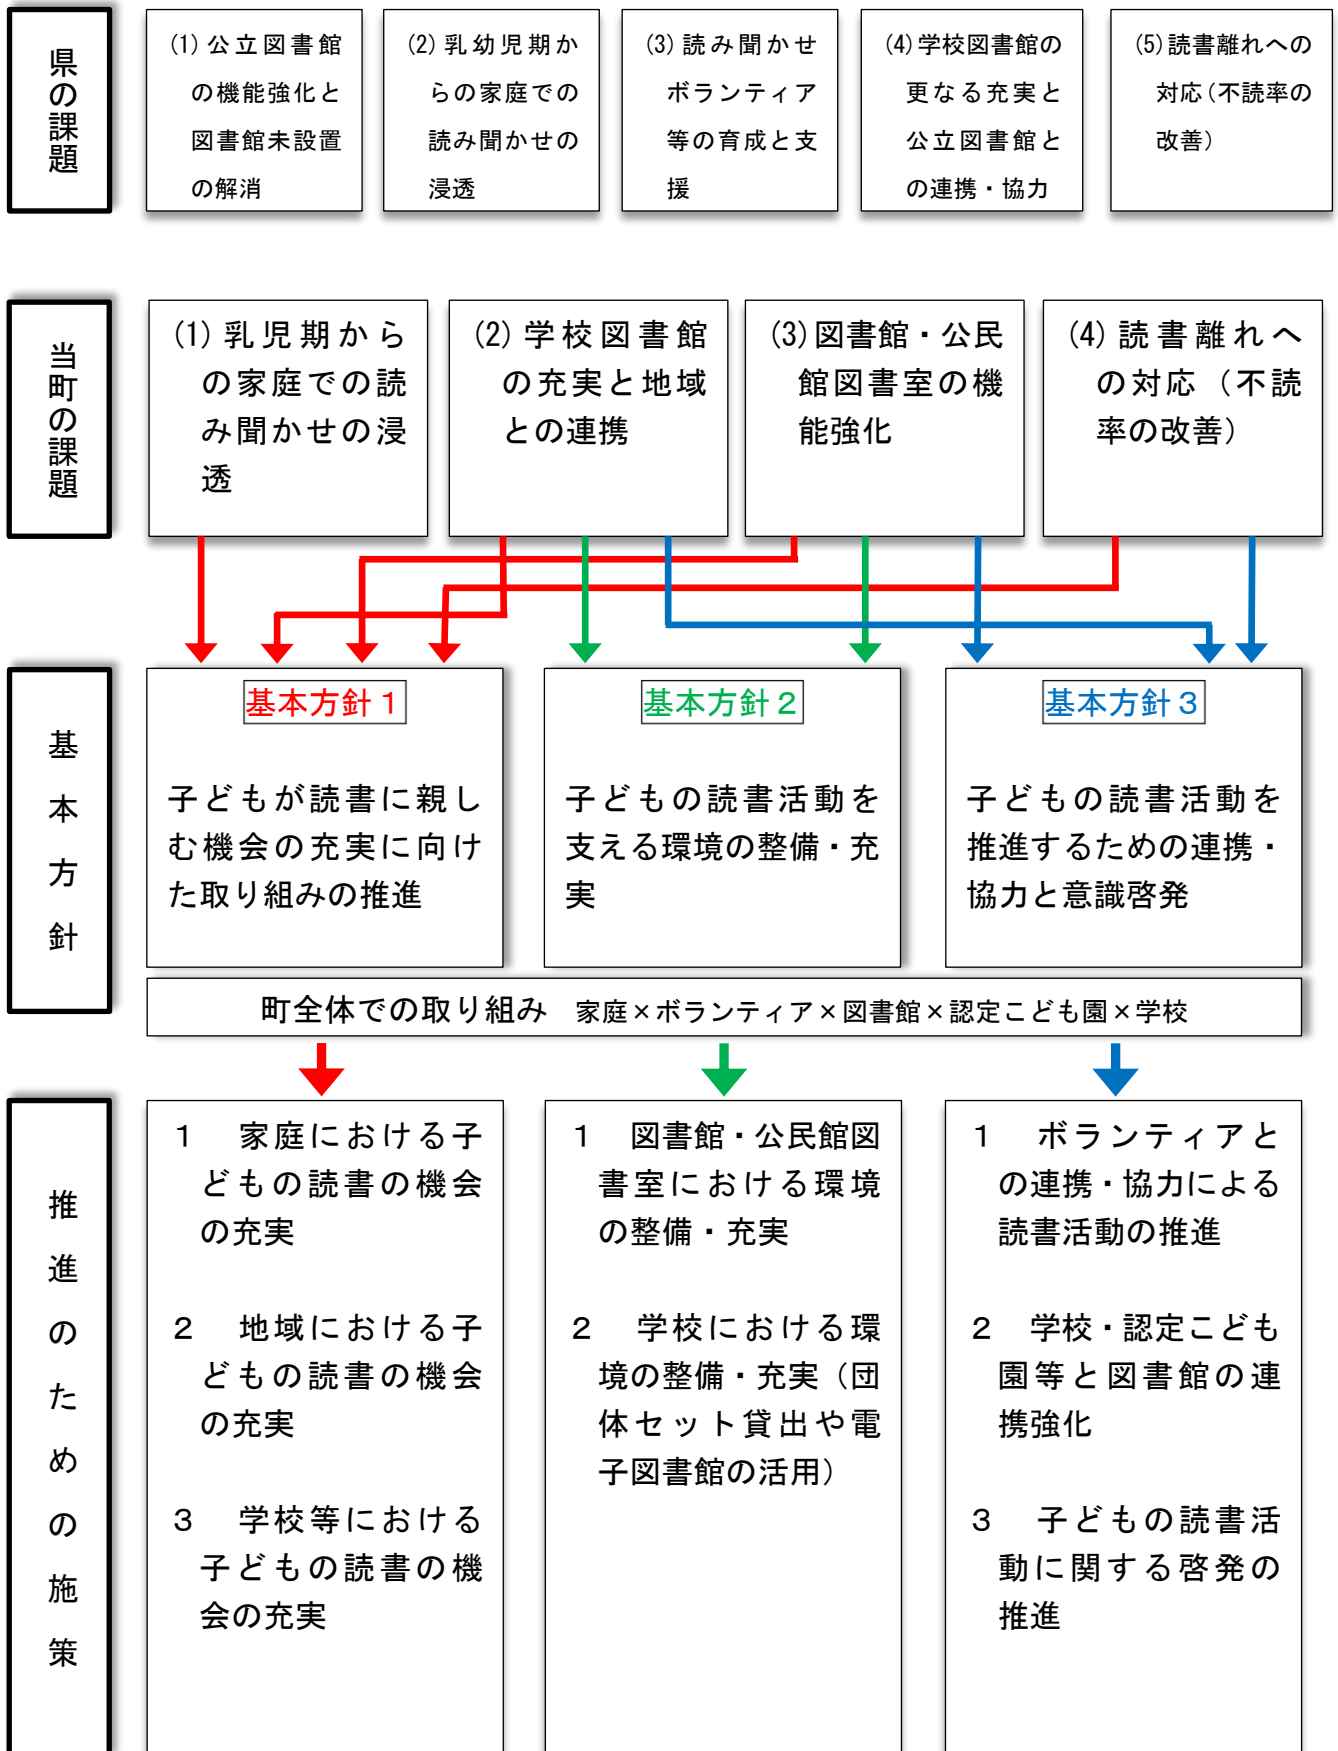 県の課題
(1)公立図書館
の機能強化と
図書館未設置
の解消
(2)乳幼児期か
らの家庭での
読み聞かせの
浸透
(3)読み聞かせ
ボランティア
等の育成と支
援
(4)学校図書館の
更なる充実と
公立図書館と
の連携・協力
(5)読書離れへの
対応(不読率の
改善)
当町の課題
(1)乳児期から
の家庭での読
み聞かせの浸
透
(2)学校図書館
の充実と地域
との連携
(3)図書館・公民
館図書室の機
能強化
(4)読書離れへ
の対応(不読
率の改善)
基本方針
基本方針1
子どもが読書に親し
む機会の充実に向け
た取り組みの推進
基本方針2
子どもの読書活動を
支える環境の整備・充
実
基本方針3
子どもの読書活動を
推進するための連携・
協力と意識啓発
町全体での取り組み 家庭×ボランティア×図書館×認定こども園×学校
推進のための施策
1 家庭における子
どもの読書の機会
の充実
2 地域における子
どもの読書の機会
の充実
3 学校等における
子どもの読書の機
会の充実
1 図書館・公民館図
書室における環境
の整備・充実
2 学校における環
境の整備・充実(団
体セット貸出や電
子図書館の活用)
1 ボランティアと
の連携・協力による
読書活動の推進
2 学校・認定こども
園等と図書館の連
携強化
3 子どもの読書活
動に関する啓発の
推進